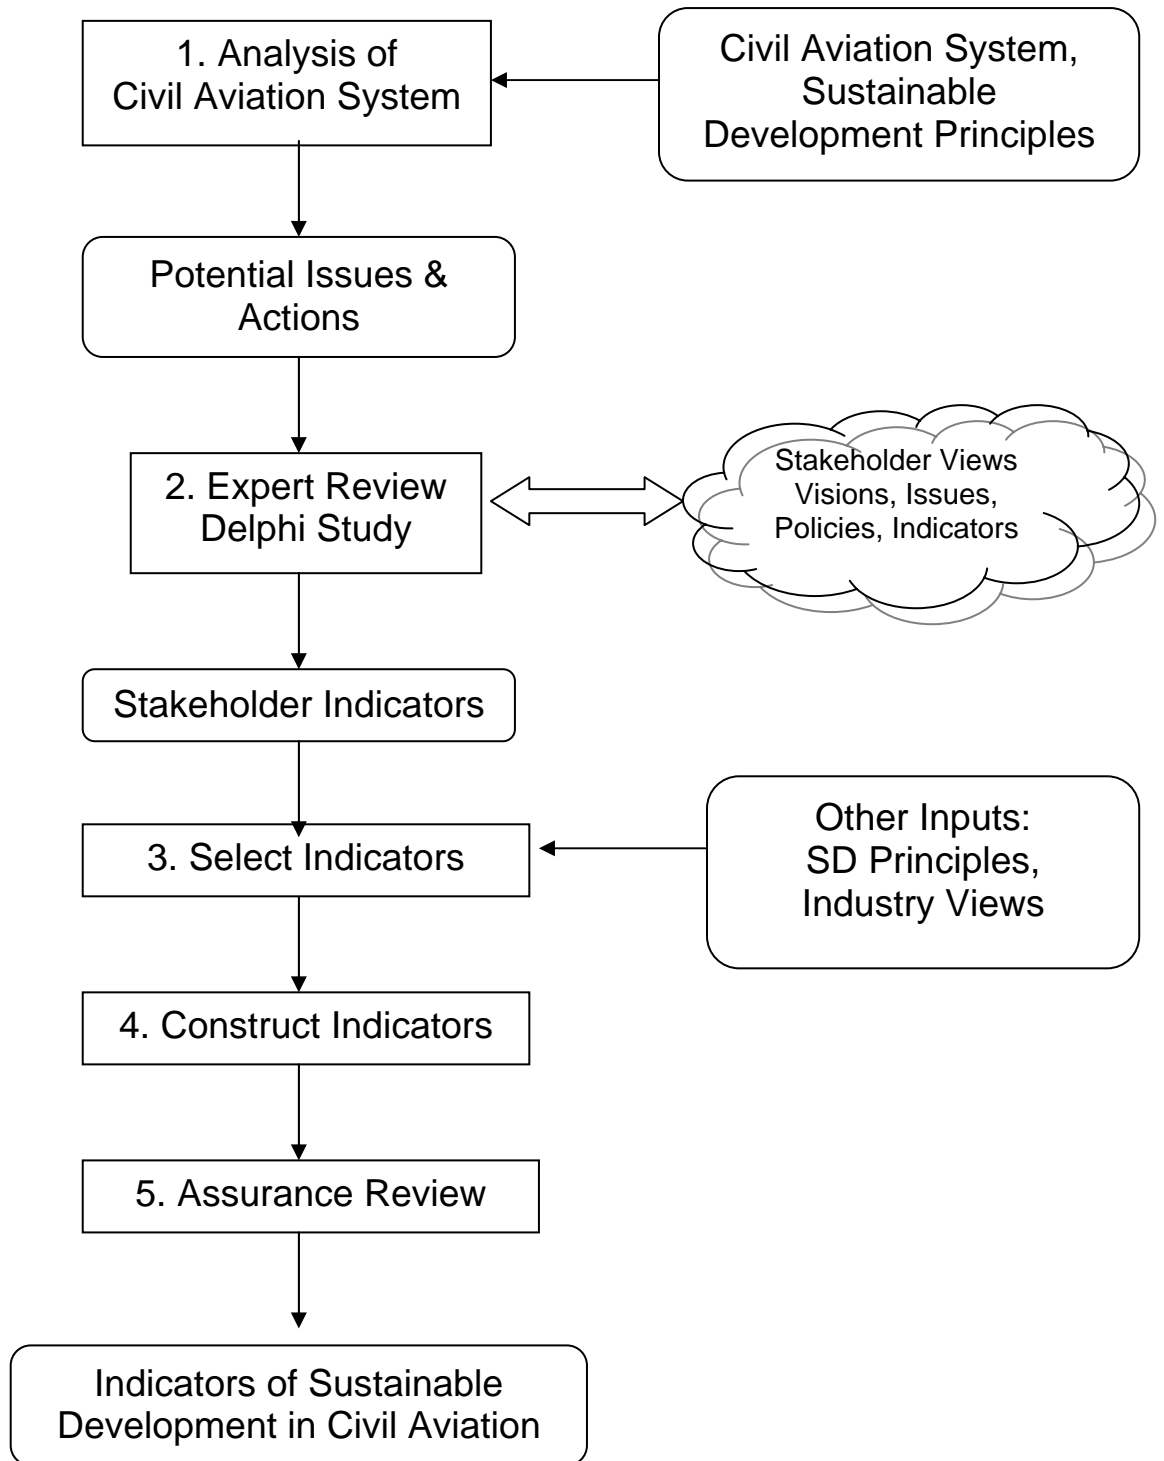 1. Analysis of
Civil Aviation System
Civil Aviation System,
Sustainable
Development Principles
Potential Issues &
Actions
2. Expert Review
Delphi Study
Stakeholder Views
Visions, Issues,
Policies, Indicators
Stakeholder Indicators
3. Select Indicators
Other Inputs:
SD Principles,
Industry Views
4. Construct Indicators
5. Assurance Review
Indicators of Sustainable
Development in Civil Aviation